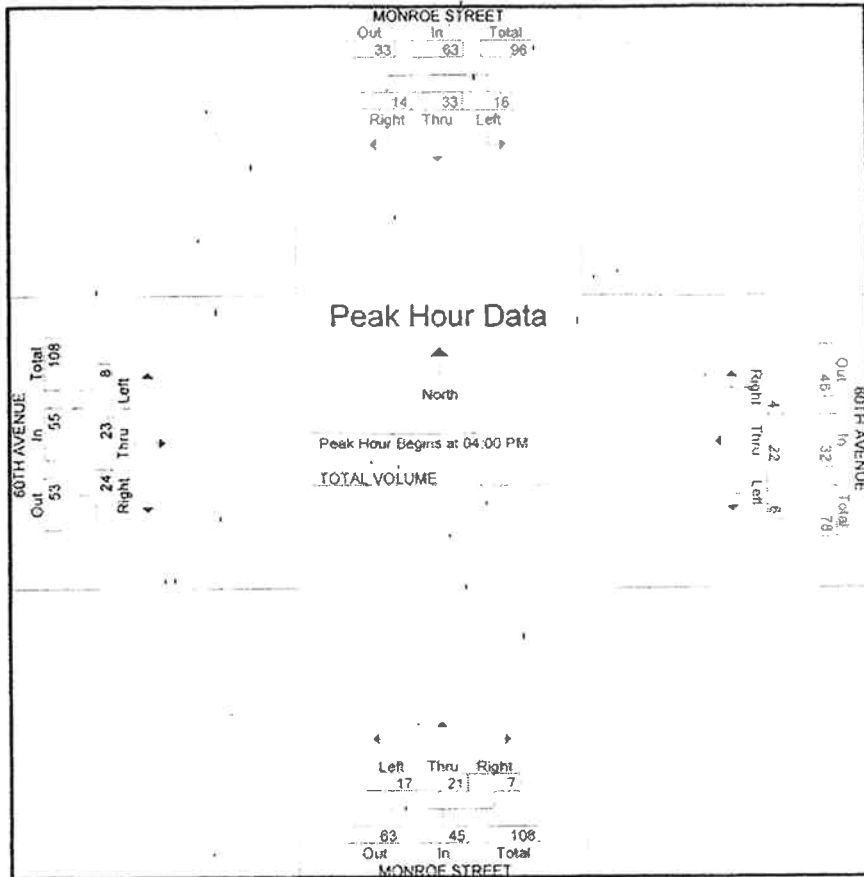 MONROE STREET
Out In Total
33 63 96
14 33 16
Right Thru Left
Peak Hour Data
North
Peak Hour Begins at 04:00 PM
TOTAL VOLUME
60TH AVENUE
Out In Total
53 55 108
24 23 8
Right Thru Left
60TH AVENUE
Out In Total
46 32 78
4 22 6
Right Thru Left
Left Thru Right
17 21 7
63 45 108
Out In Total
MONROE STREET